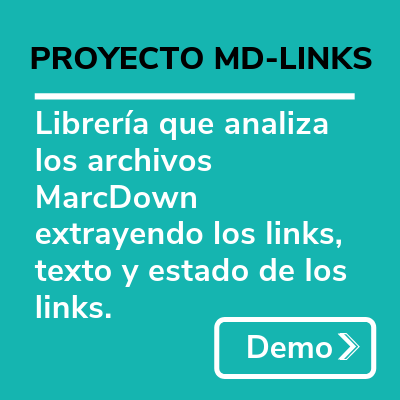 PROYECTO MD-LINKS
Librería que analiza
los archivos
MarcDown
extrayendo los links,
texto y estado de los
links.
Demo